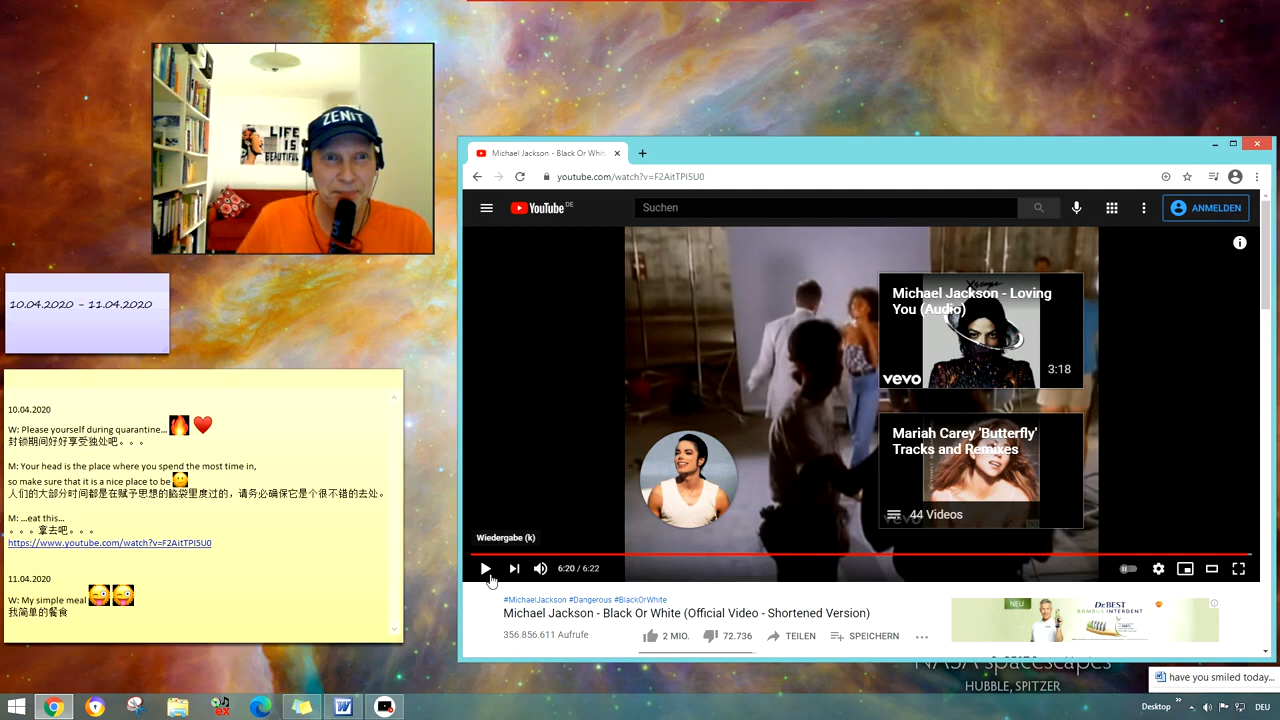 ZENIT
LIFE
IS
BEAUTIFUL
10.04.2020 - 11.04.2020
10.04.2020
W: Please yourself during quarantine...
封锁期间好好享受独处吧。。。
M: Your head is the place where you spend the most time in,
so make sure that it is a nice place to be
人们的大部分时间都是在赋予思想的脑袋里度过的，请务必确保它是个很不错的去处。
M: ...eat this...
。。。拿去吧。。。
https://www.youtube.com/watch?v=F2AitTPI5U0
11.04.2020
W: My simple meal
我简单的餐食
Michael Jackson - Black Or Whit
youtube.com/watch?v=F2AitTPI5U0
YouTube DE
Suchen
ANMELDEN
Michael Jackson - Loving
You (Audio)
vevo
3:18
Mariah Carey 'Butterfly'
Tracks and Remixes
44 Videos
Wiedergabe (k)
6:20 / 6:22
#MichaelJackson #Dangerous #BlackOrWhite
Michael Jackson - Black Or White (Official Video - Shortened Version)
356.856.611 Aufrufe
2 MIO.
72.736
TEILEN
SPEICHERN
NEU
Dr.BEST
BAMBUS INTERDENT
HUBBLE, SPITZER
have you smiled today...
ex
Desktop
DEU